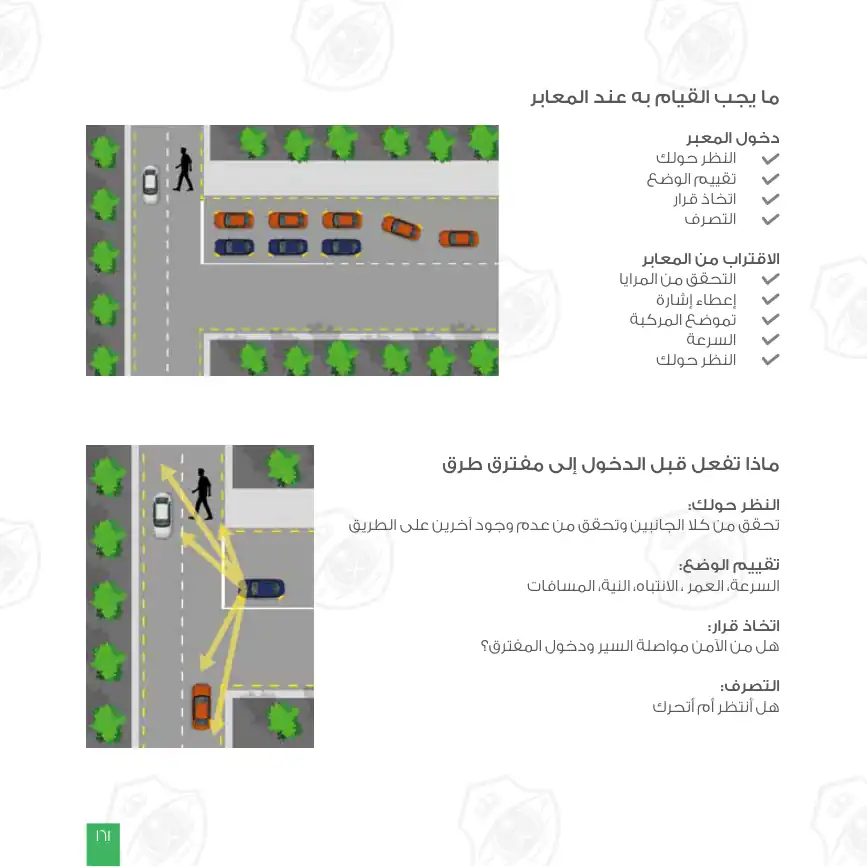 ما يجب القيام به عند المعابر
دخول المعبر
النظر حولك
تقييم الوضع
اتخاذ قرار
التصرف
الاقتراب من المعابر
التحقق من المرايا
إعطاء إشارة
تموضع المركبة
السرعة
النظر حولك
ماذا تفعل قبل الدخول إلى مفترق طرق
النظر حولك:
تحقق من كلا الجانبين وتحقق من عدم وجود آخرين على الطريق
تقييم الوضع:
السرعة، العمر ، الانتباه، النية، المسافات
اتخاذ قرار:
هل من الآمن مواصلة السير ودخول المفترق؟
التصرف:
هل أنتظر أم أتحرك
١٦١